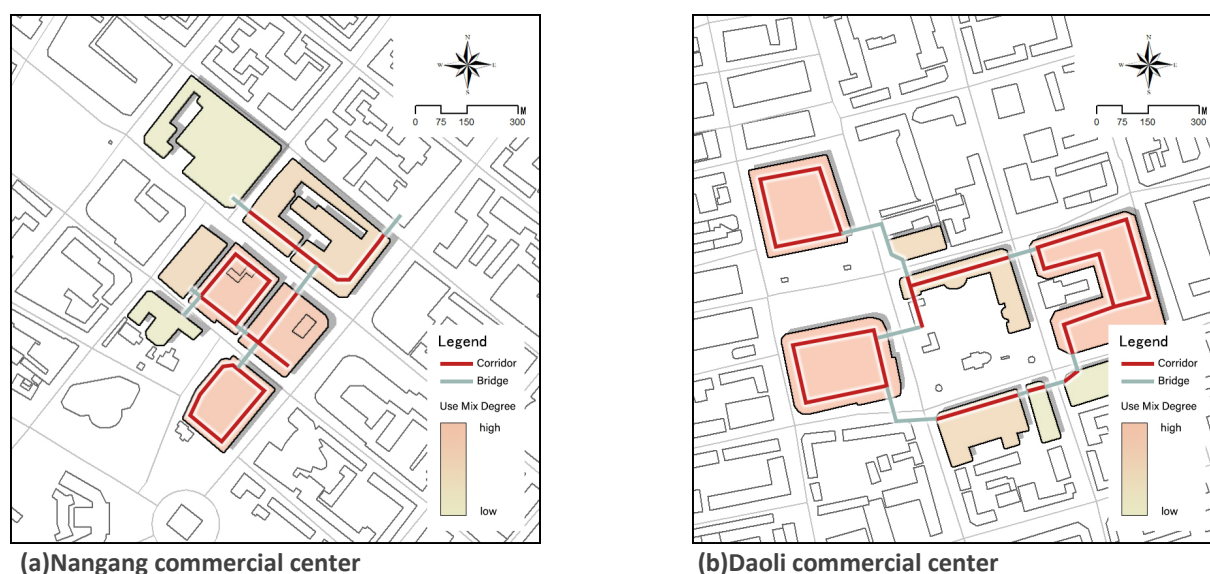 N
W E
S
M
0 75 150 300
Legend
Corridor
Bridge
Use Mix Degree
high
low
(a)Nangang commercial center
N
W E
S
M
0 75 150 300
Legend
Corridor
Bridge
Use Mix Degree
high
low
(b)Daoli commercial center